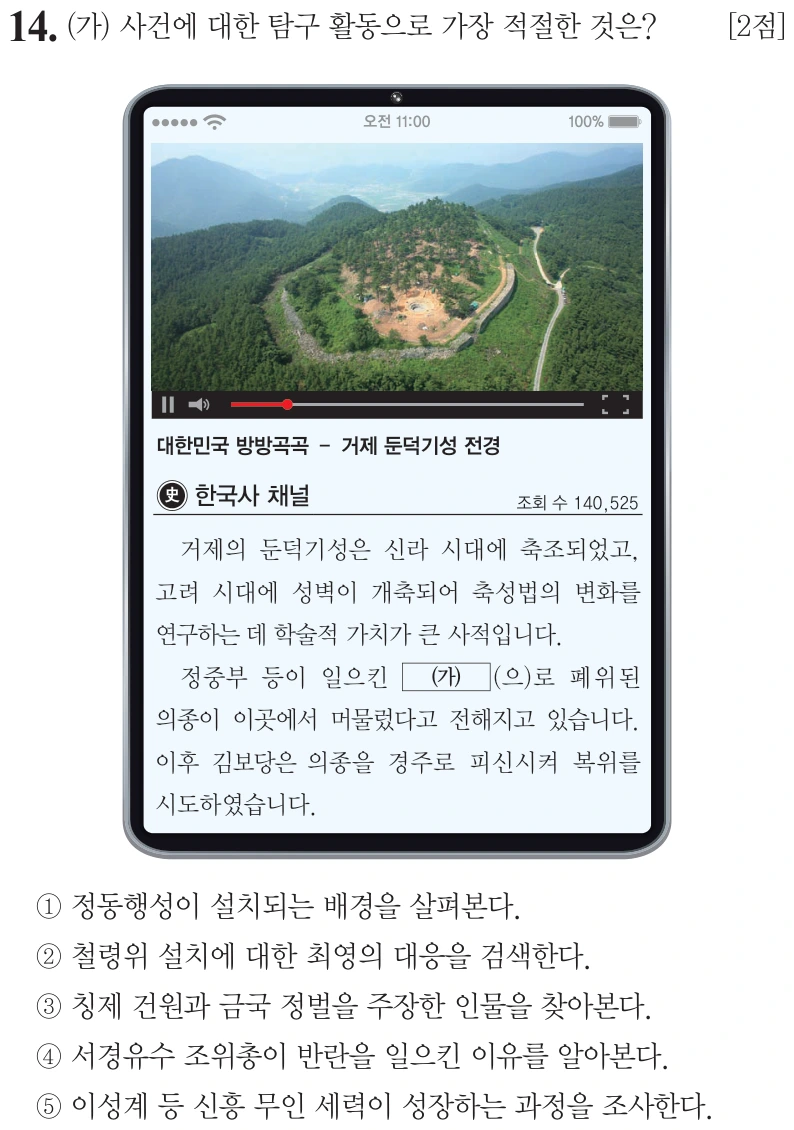 14. (가) 사건에 대한 탐구 활동으로 가장 적절한 것은? [2점]
오전 11:00 100%
대한민국 방방곡곡 - 거제 둔덕기성 전경
史 한국사 채널 조회 수 140,525
거제의 둔덕기성은 신라 시대에 축조되었고,
고려 시대에 성벽이 개축되어 축성법의 변화를
연구하는 데 학술적 가치가 큰 사적입니다.
정중부 등이 일으킨 (가) (으)로 폐위된
의종이 이곳에서 머물렀다고 전해지고 있습니다.
이후 김보당은 의종을 경주로 피신시켜 복위를
시도하였습니다.
① 정동행성이 설치되는 배경을 살펴본다.
② 철령위 설치에 대한 최영의 대응을 검색한다.
③ 칭제 건원과 금국 정벌을 주장한 인물을 찾아본다.
④ 서경유수 조위총이 반란을 일으킨 이유를 알아본다.
⑤ 이성계 등 신흥 무인 세력이 성장하는 과정을 조사한다.